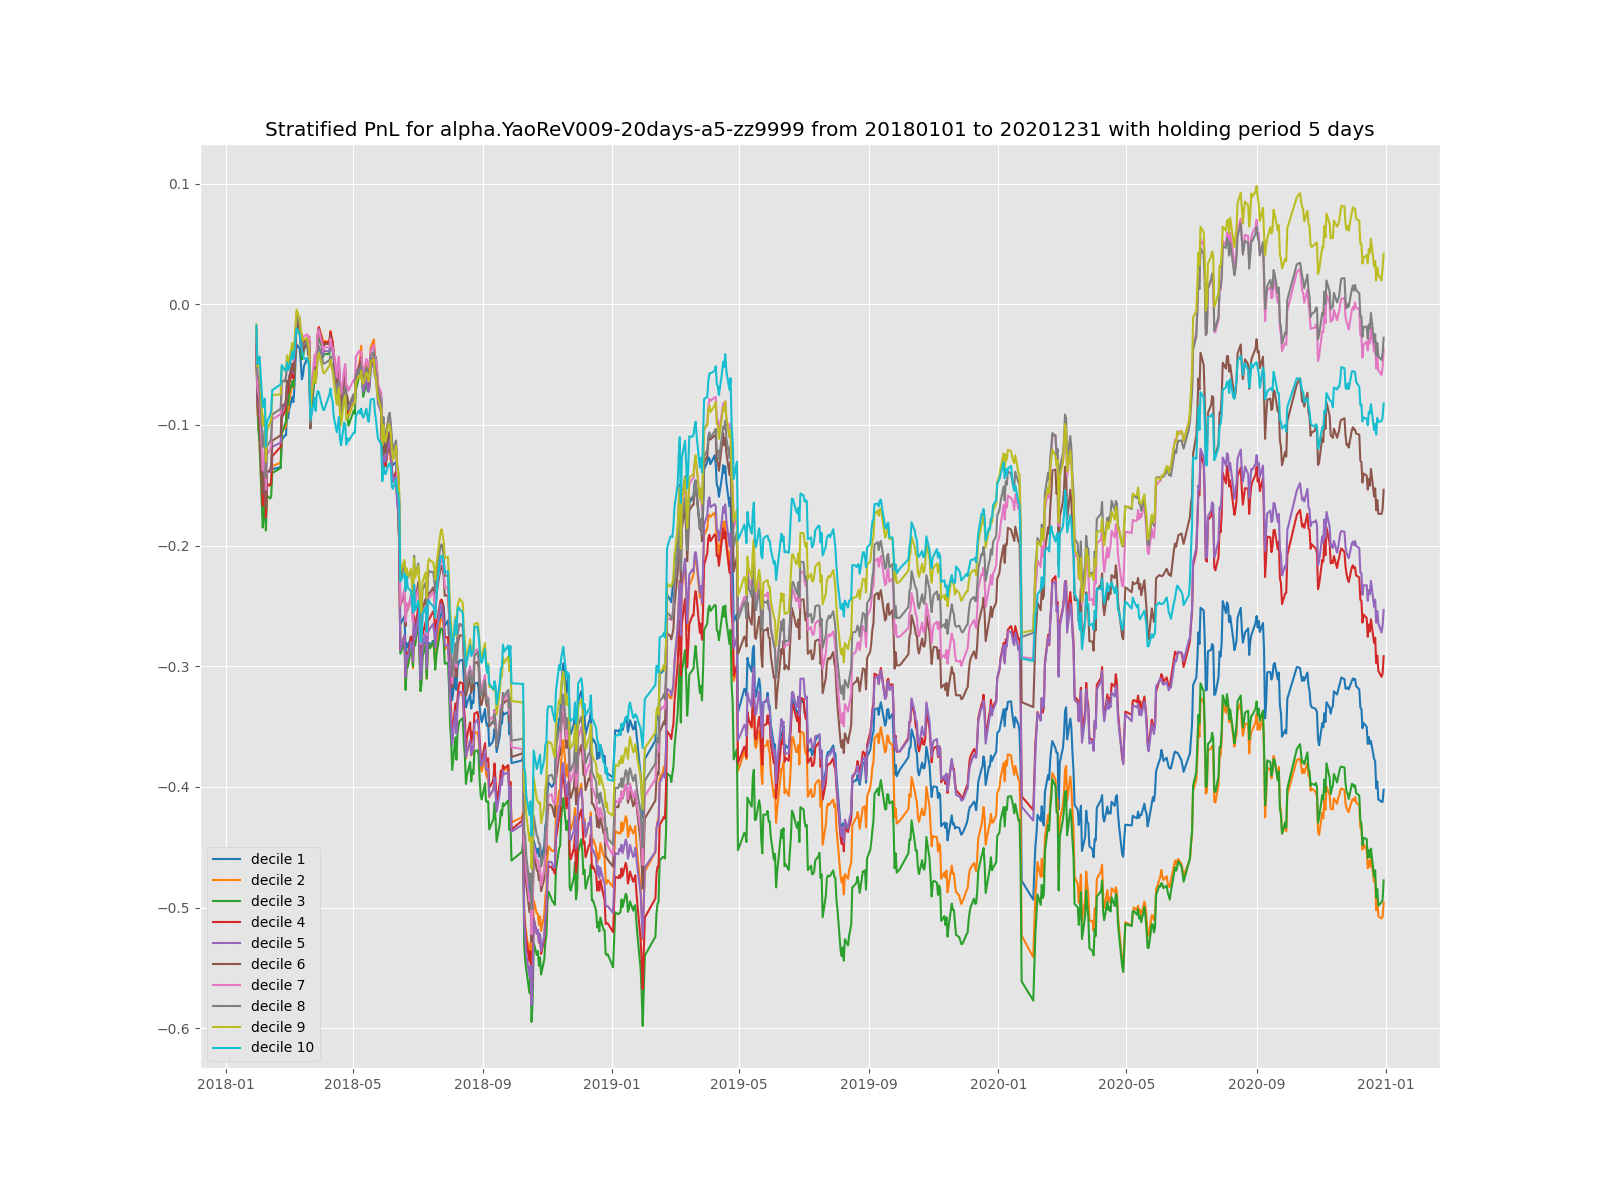 Stratified PnL for alpha.YaoReV009-20days-a5-zz9999 from 20180101 to 20201231 with holding period 5 days
0.1
0.0
−0.1
−0.2
−0.3
−0.4
−0.5
−0.6
decile 1
decile 2
decile 3
decile 4
decile 5
decile 6
decile 7
decile 8
decile 9
decile 10
2018-01 2018-05 2018-09 2019-01 2019-05 2019-09 2020-01 2020-05 2020-09 2021-01